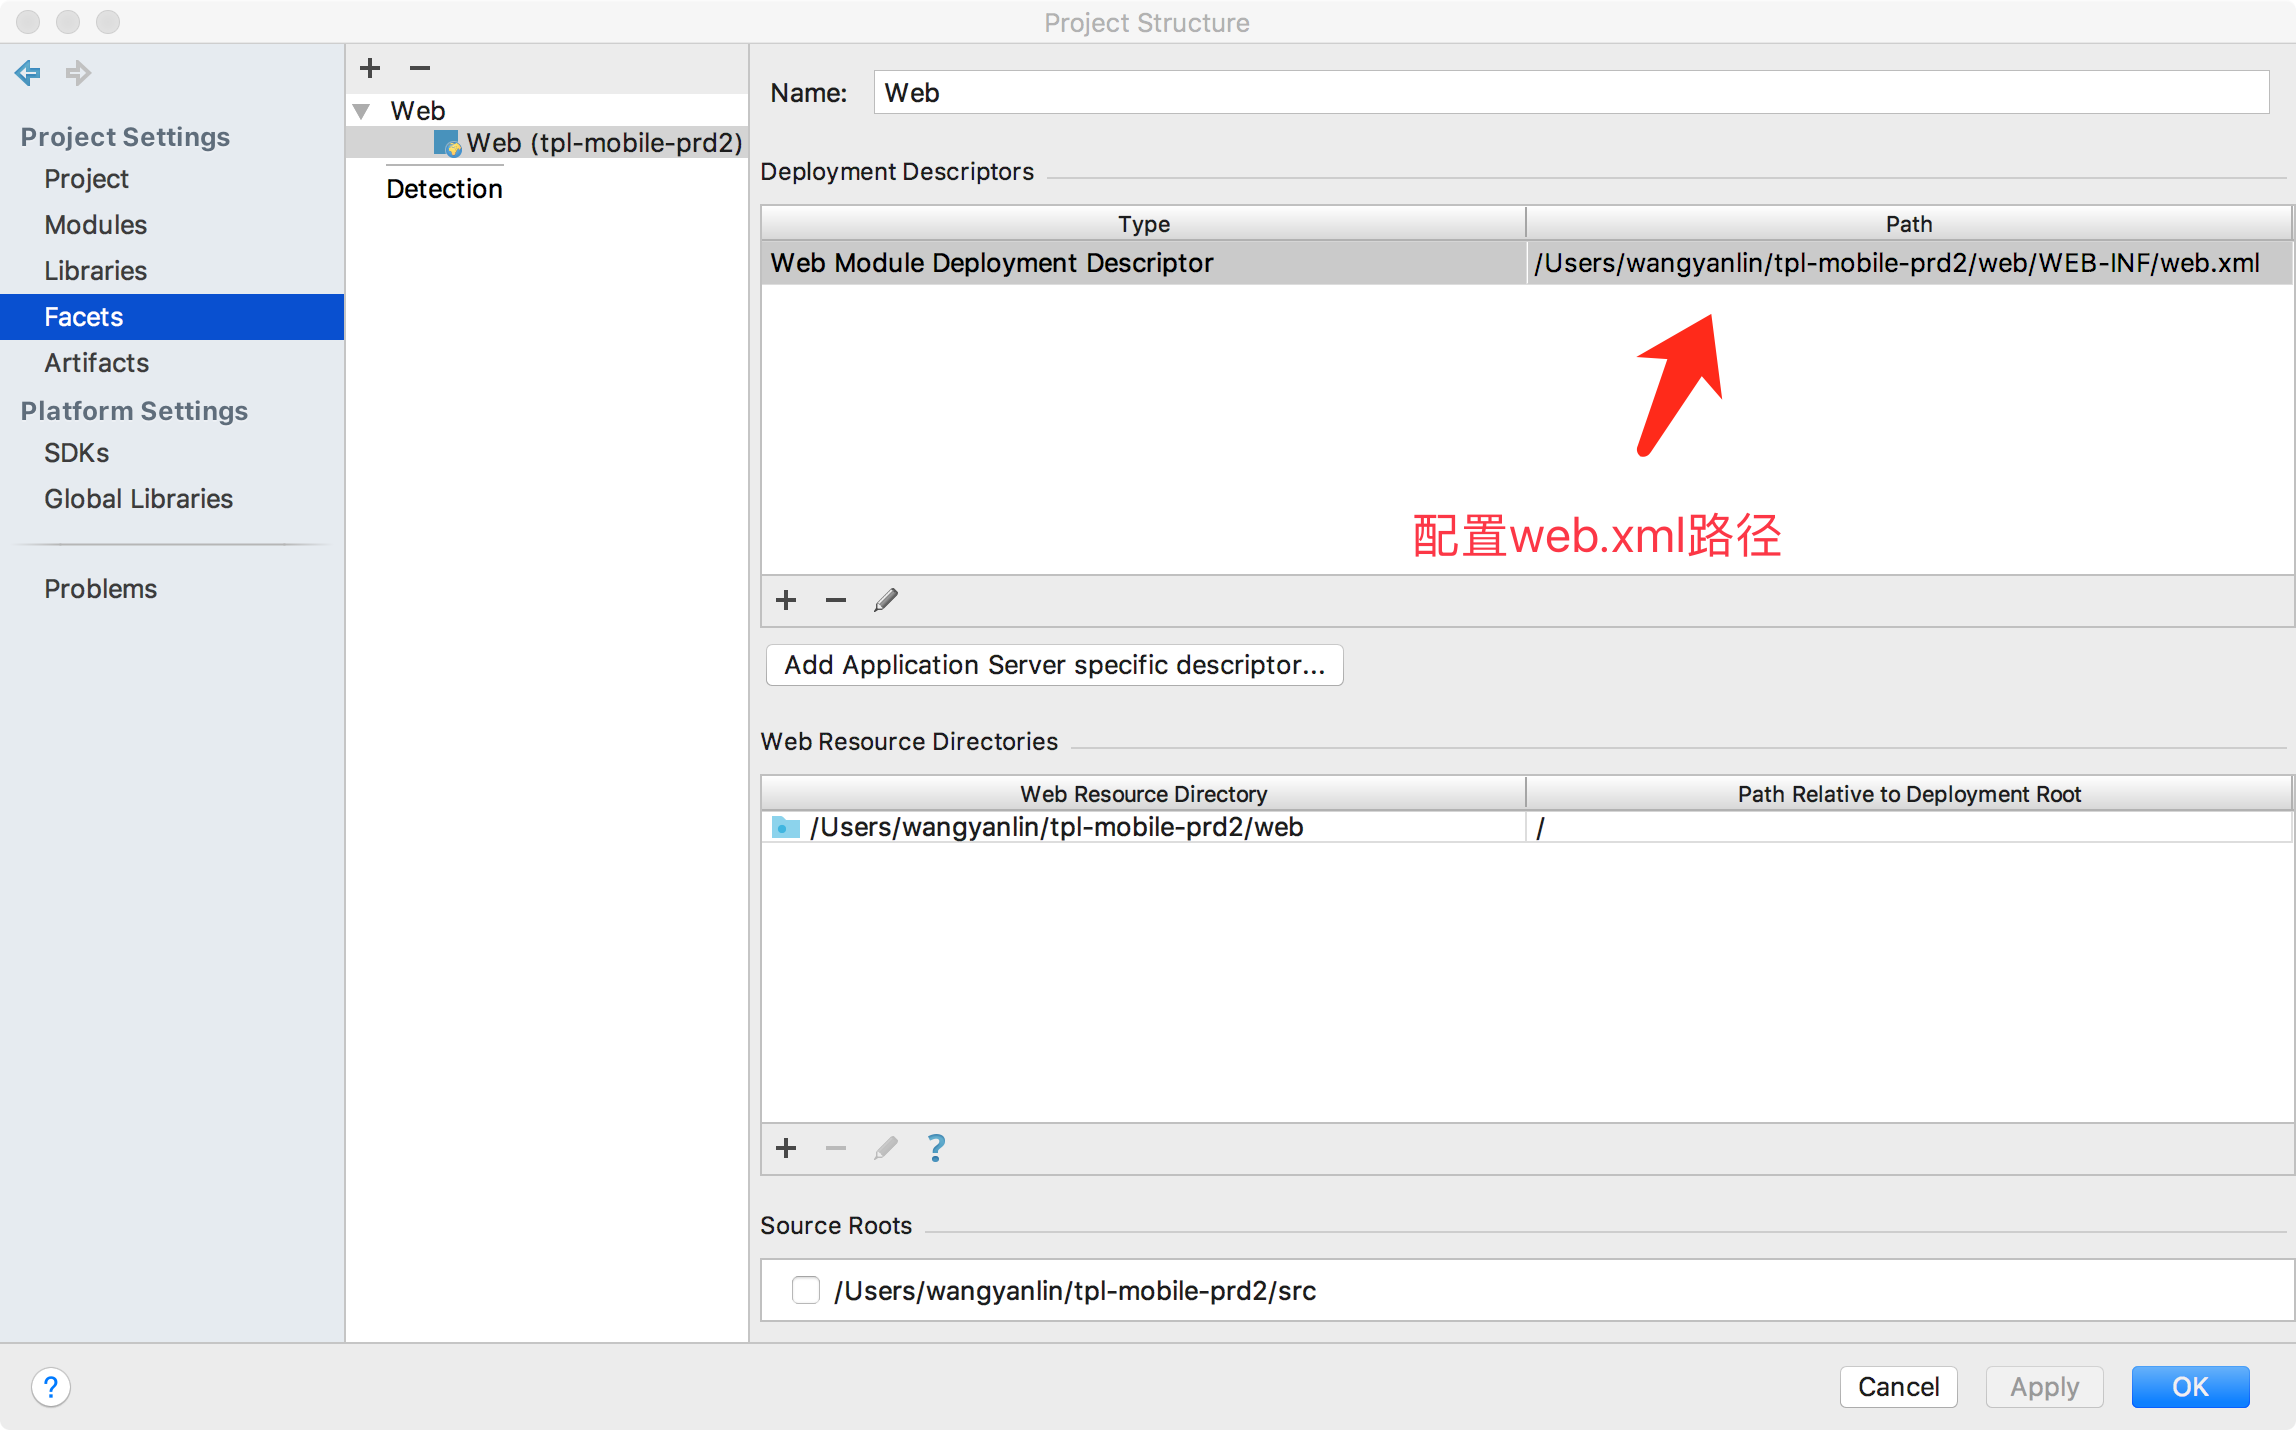 Project Structure
Project Settings
Project
Modules
Libraries
Facets
Artifacts
Platform Settings
SDKs
Global Libraries
Problems
Web
Web (tpl-mobile-prd2)
Detection
Name: Web
Deployment Descriptors
Type Path
Web Module Deployment Descriptor /Users/wangyanlin/tpl-mobile-prd2/web/WEB-INF/web.xml
配置web.xml路径
Add Application Server specific descriptor...
Web Resource Directories
Web Resource Directory Path Relative to Deployment Root
/Users/wangyanlin/tpl-mobile-prd2/web /
?
Source Roots
/Users/wangyanlin/tpl-mobile-prd2/src
? Cancel Apply OK